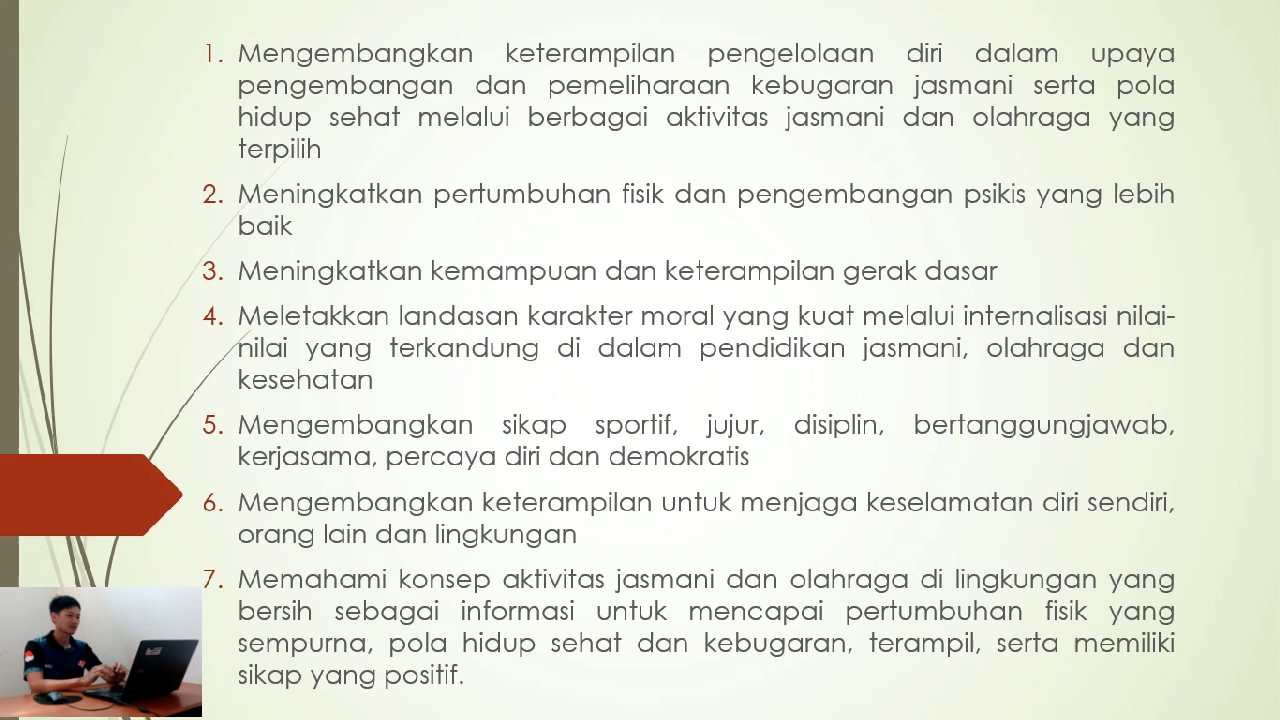 1. Mengembangkan keterampilan pengelolaan diri dalam upaya
pengembangan dan pemeliharaan kebugaran jasmani serta pola
hidup sehat melalui berbagai aktivitas jasmani dan olahraga yang
terpilih
2. Meningkatkan pertumbuhan fisik dan pengembangan psikis yang lebih
baik
3. Meningkatkan kemampuan dan keterampilan gerak dasar
4. Meletakkan landasan karakter moral yang kuat melalui internalisasi nilai-
nilai yang terkandung di dalam pendidikan jasmani, olahraga dan
kesehatan
5. Mengembangkan sikap sportif, jujur, disiplin, bertanggungjawab,
kerjasama, percaya diri dan demokratis
6. Mengembangkan keterampilan untuk menjaga keselamatan diri sendiri,
orang lain dan lingkungan
7. Memahami konsep aktivitas jasmani dan olahraga di lingkungan yang
bersih sebagai informasi untuk mencapai pertumbuhan fisik yang
sempurna, pola hidup sehat dan kebugaran, terampil, serta memiliki
sikap yang positif.